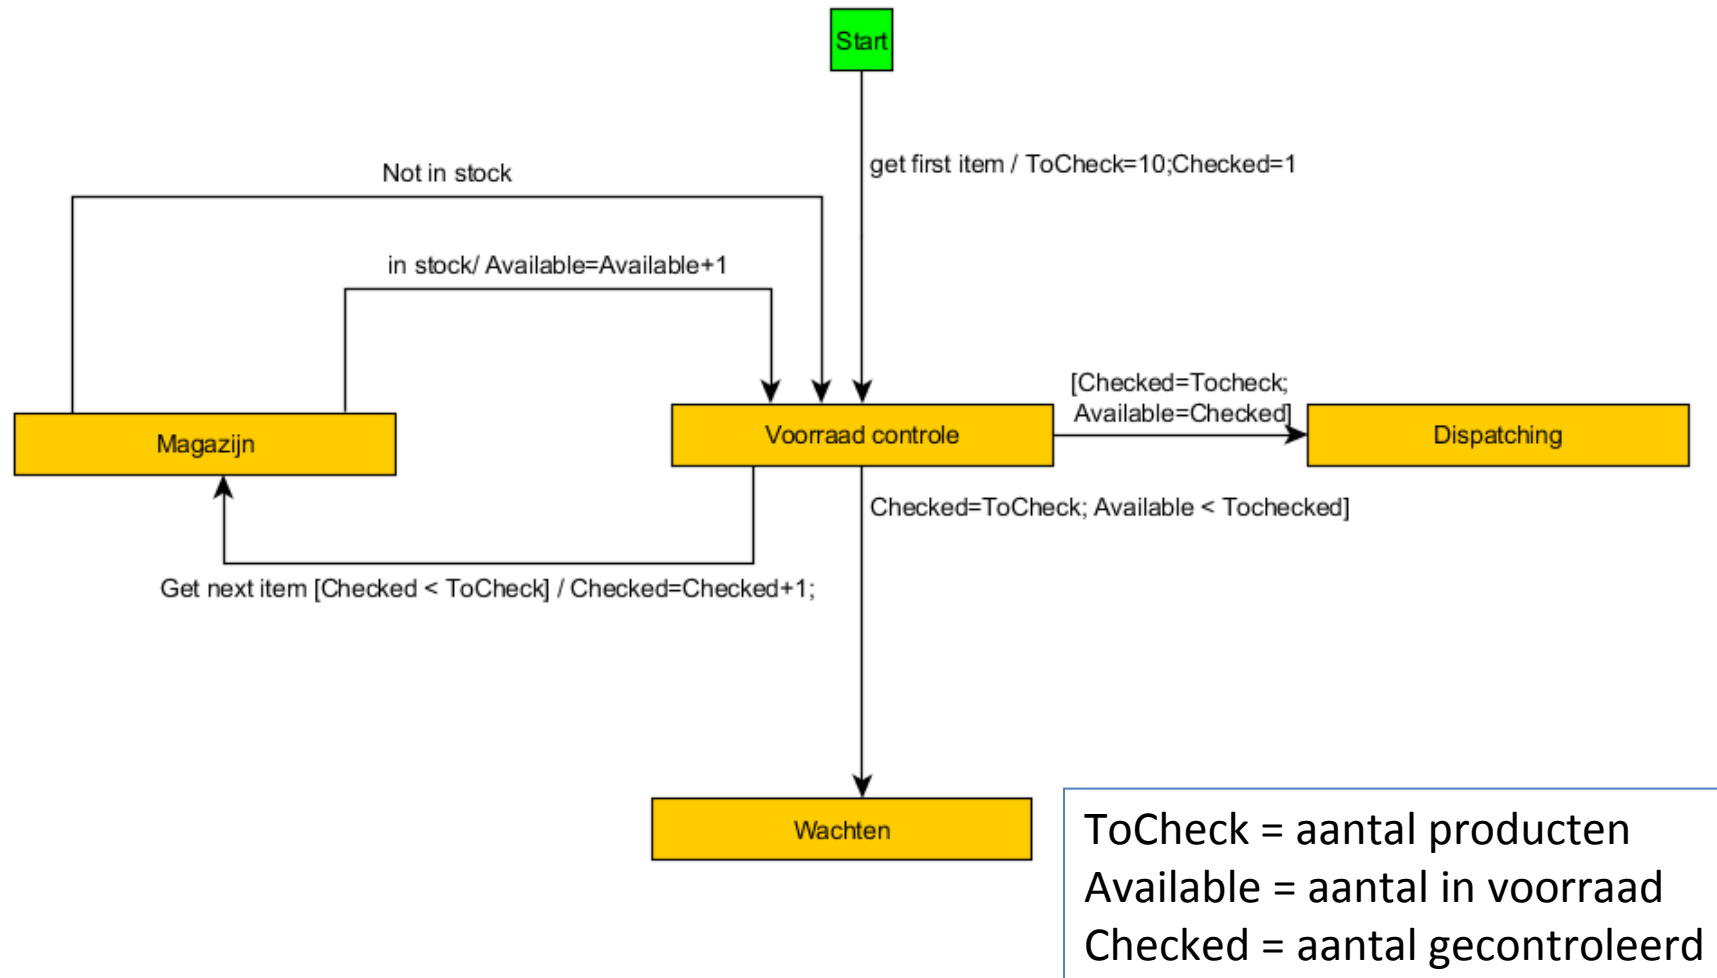 Start
get first item / ToCheck=10;Checked=1
Not in stock
in stock/ Available=Available+1
[Checked=Tocheck;
Available=Checked]
Magazijn
Voorraad controle
Dispatching
Checked=ToCheck; Available < Tochecked]
Get next item [Checked < ToCheck] / Checked=Checked+1;
Wachten
ToCheck = aantal producten
Available = aantal in voorraad
Checked = aantal gecontroleerd